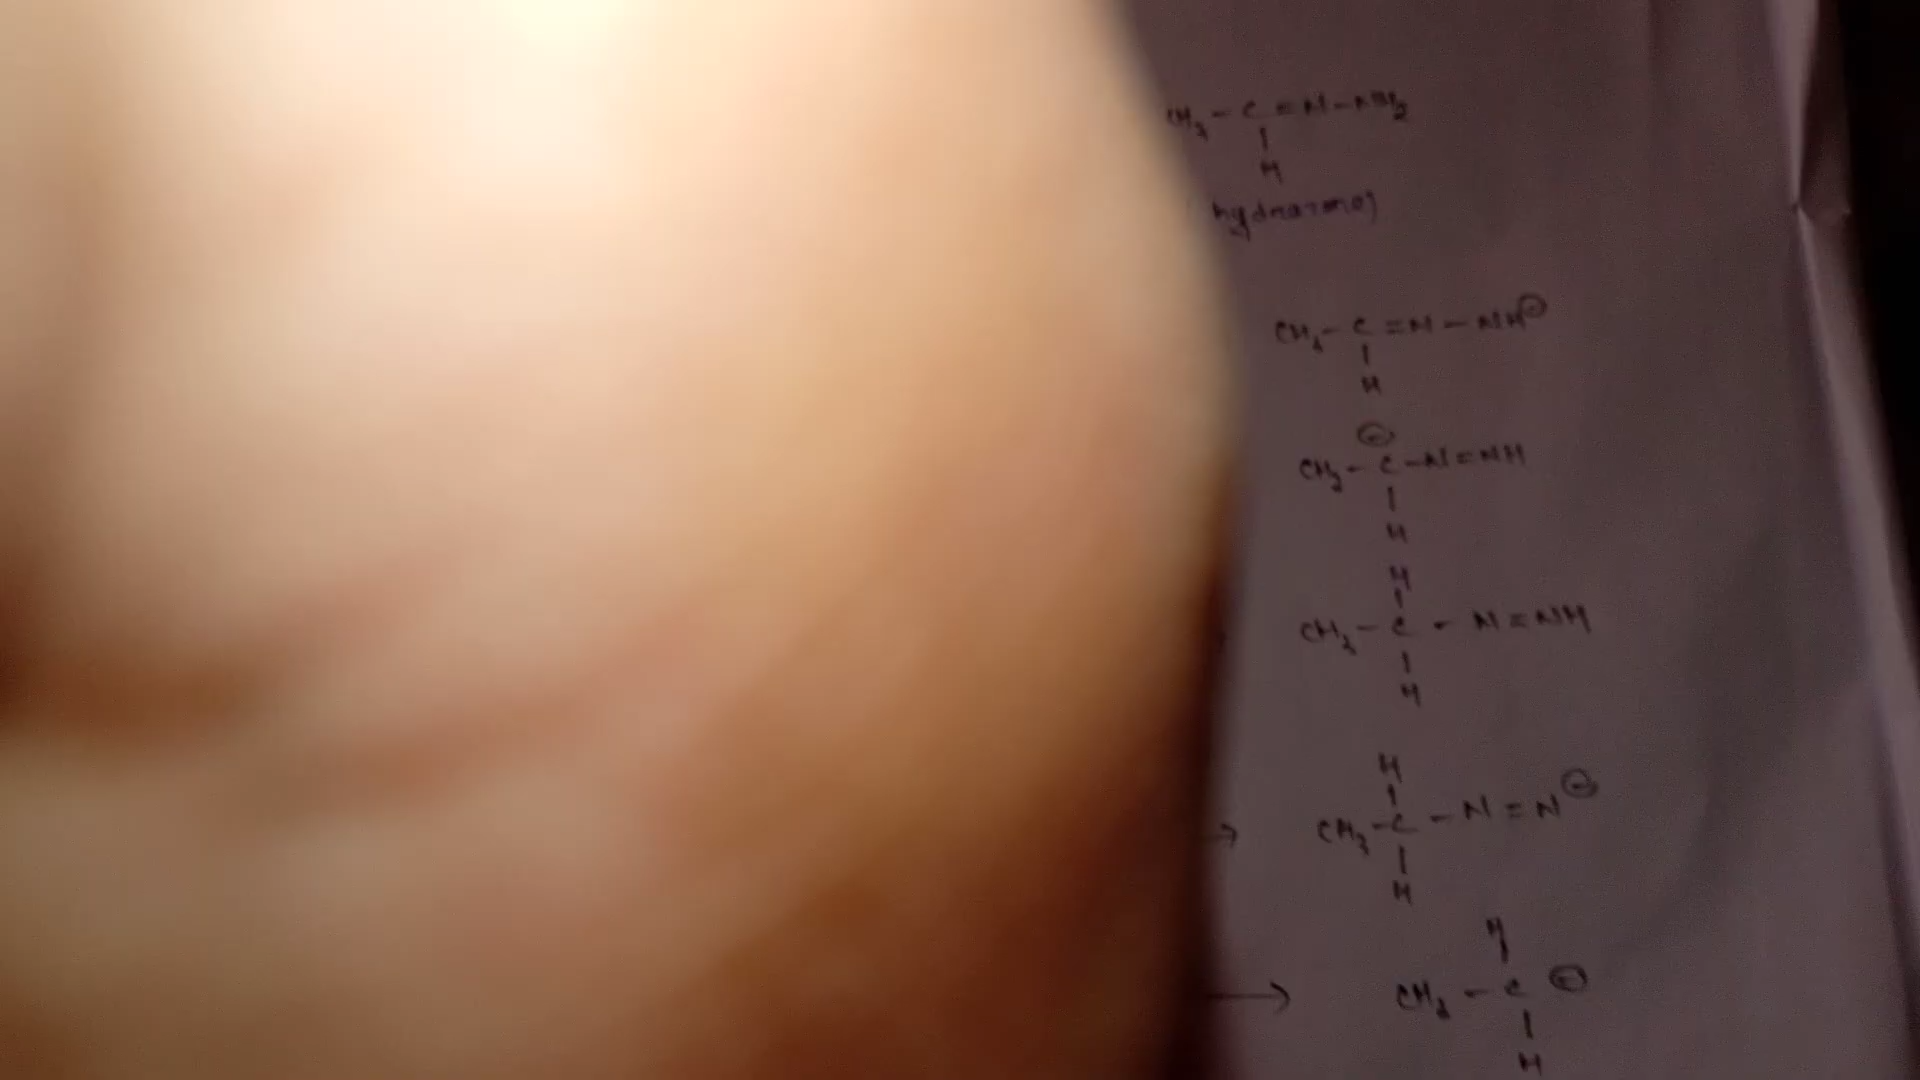 CH3 - C = N - NH2
|
H
hydrazone)
CH3 - C = N - NH⊖
|
H
⊖
CH3 - C - N = NH
|
H
H
|
CH3 - C - N = NH
|
H
H
|
→ CH3 - C - N = N⊖
|
H
H
|
→ CH3 - C ⊖
|
H